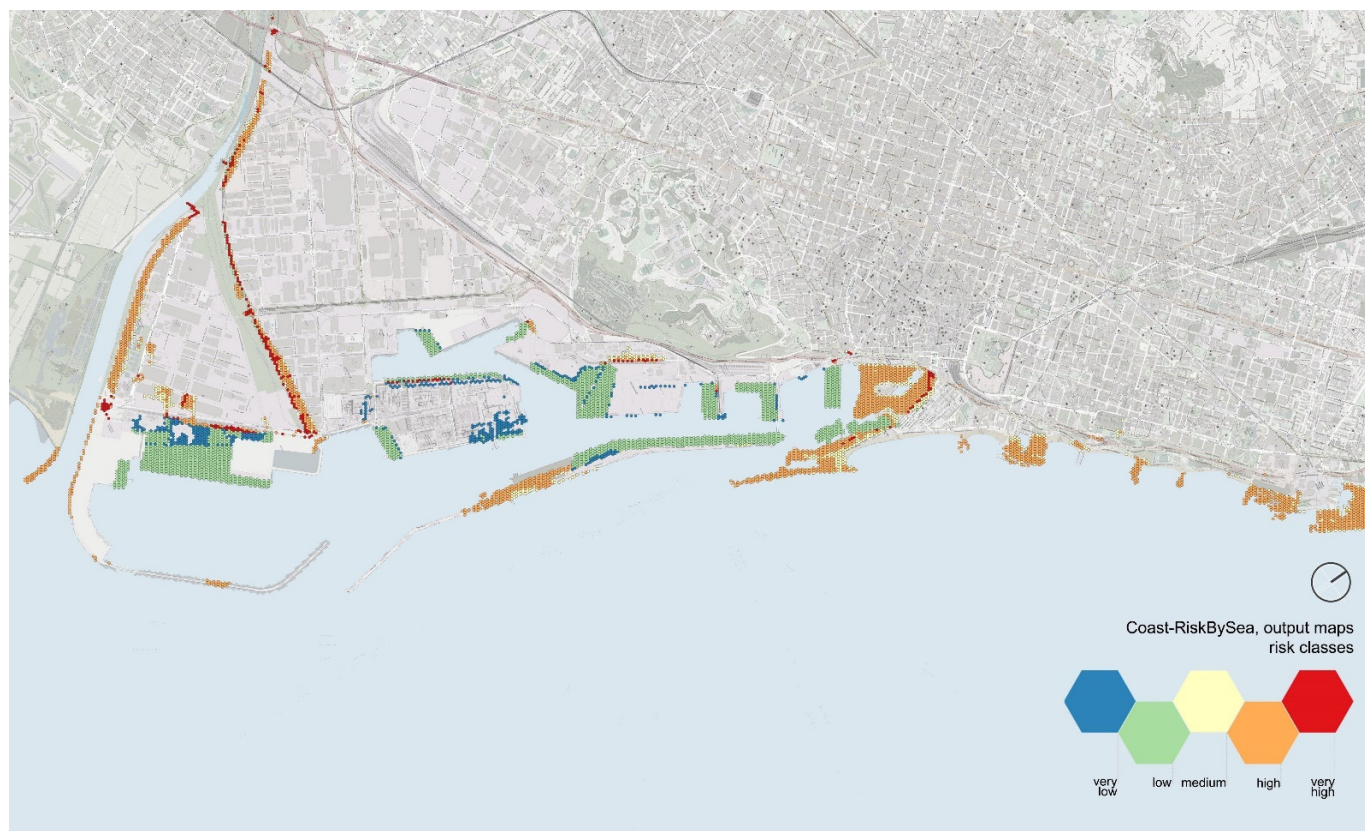 Coast-RiskBySea, output maps
risk classes
very low
low
medium
high
very high